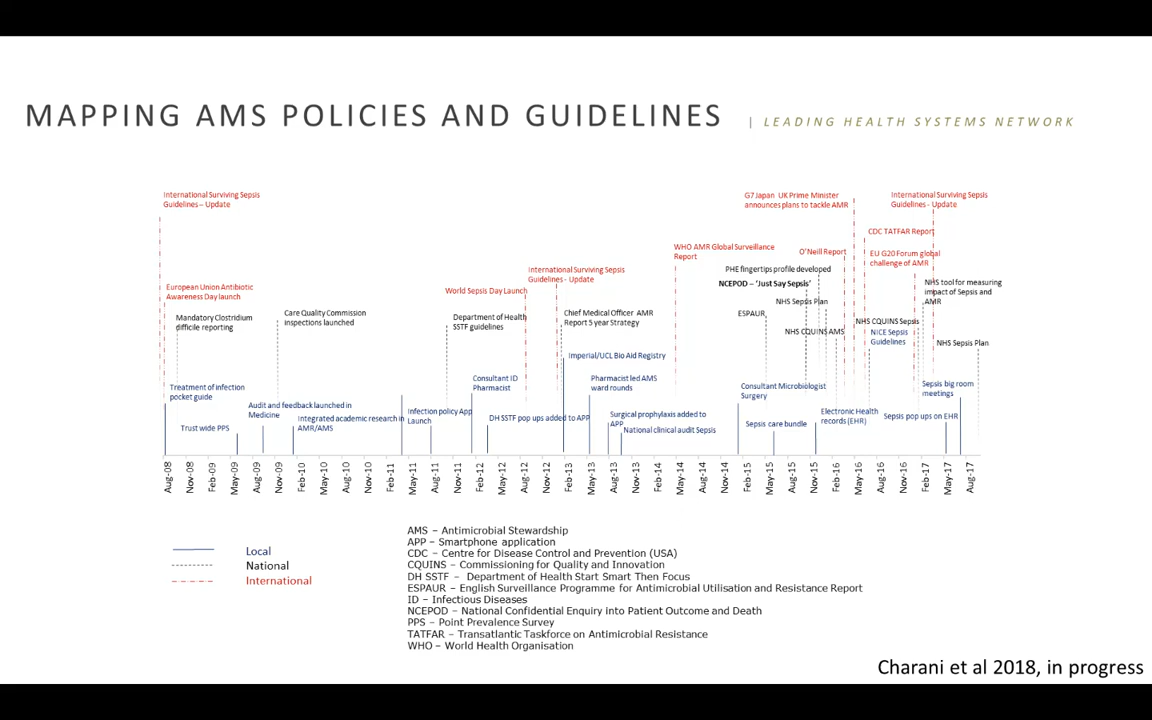 MAPPING AMS POLICIES AND GUIDELINES | LEADING HEALTH SYSTEMS NETWORK
International Surviving Sepsis
Guidelines – Update
European Union Antibiotic
Awareness Day launch
Mandatory Clostridium
difficile reporting
Care Quality Commission
inspections launched
Treatment of infection
pocket guide
Trust wide PPS
Audit and feedback launched in
Medicine
Integrated academic research in
AMR/AMS
Infection policy App
Launch
Department of Health
SSTF guidelines
Consultant ID
Pharmacist
World Sepsis Day Launch
International Surviving Sepsis
Guidelines - Update
DH SSTF pop ups added to APP
Chief Medical Officer AMR
Report 5 year Strategy
Imperial/UCL Bio Aid Registry
Pharmacist led AMS
ward rounds
Surgical prophylaxis added to
APP
National clinical audit Sepsis
WHO AMR Global Surveillance
Report
G7 Japan UK Prime Minister
announces plans to tackle AMR
O'Neill Report
PHE fingertips profile developed
NCEPOD – 'Just Say Sepsis'
NHS Sepsis Plan
ESPAUR
NHS CQUINS AMS
Consultant Microbiologist
Surgery
Sepsis care bundle
Electronic Health
records (EHR)
International Surviving Sepsis
Guidelines - Update
CDC TATFAR Report
EU G20 Forum global
challenge of AMR
NHS tool for measuring
impact of Sepsis and
AMR
NHS CQUINS Sepsis
NICE Sepsis
Guidelines
NHS Sepsis Plan
Sepsis big room
meetings
Sepsis pop ups on EHR
Aug-08
Nov-08
Feb-09
May-09
Aug-09
Nov-09
Feb-10
May-10
Aug-10
Nov-10
Feb-11
May-11
Aug-11
Nov-11
Feb-12
May-12
Aug-12
Nov-12
Feb-13
May-13
Aug-13
Nov-13
Feb-14
May-14
Aug-14
Nov-14
Feb-15
May-15
Aug-15
Nov-15
Feb-16
May-16
Aug-16
Nov-16
Feb-17
May-17
Aug-17
Local
National
International
AMS – Antimicrobial Stewardship
APP – Smartphone application
CDC – Centre for Disease Control and Prevention (USA)
CQUINS – Commissioning for Quality and Innovation
DH SSTF – Department of Health Start Smart Then Focus
ESPAUR – English Surveillance Programme for Antimicrobial Utilisation and Resistance Report
ID – Infectious Diseases
NCEPOD – National Confidential Enquiry into Patient Outcome and Death
PPS – Point Prevalence Survey
TATFAR – Transatlantic Taskforce on Antimicrobial Resistance
WHO – World Health Organisation
Charani et al 2018, in progress